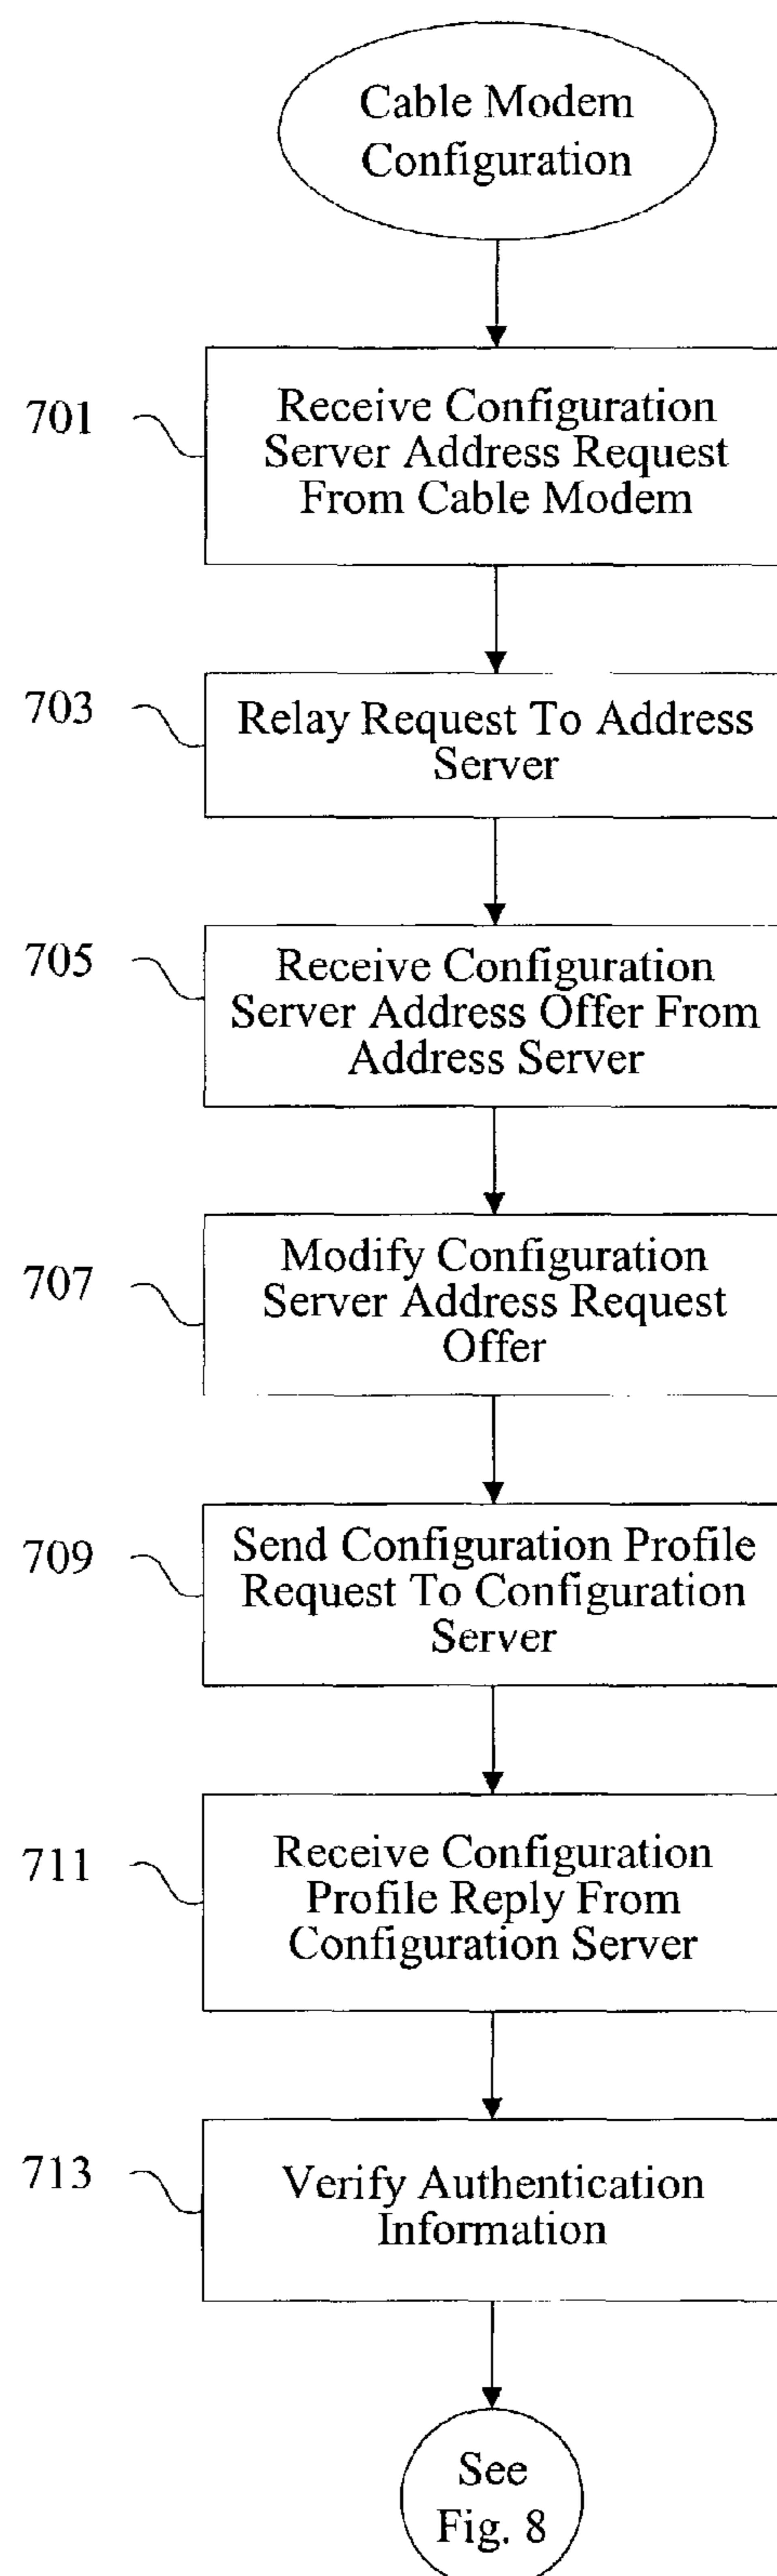 Cable Modem
Configuration
701
Receive Configuration
Server Address Request
From Cable Modem
703
Relay Request To Address
Server
705
Receive Configuration
Server Address Offer From
Address Server
707
Modify Configuration
Server Address Request
Offer
709
Send Configuration Profile
Request To Configuration
Server
711
Receive Configuration
Profile Reply From
Configuration Server
713
Verify Authentication
Information
See
Fig. 8